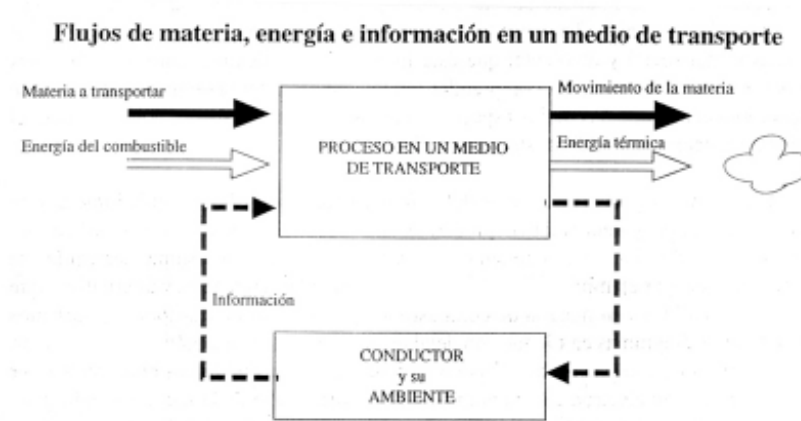 Flujos de materia, energía e información en un medio de transporte
Materia a transportar
Movimiento de la materia
Energía del combustible
PROCESO EN UN MEDIO
DE TRANSPORTE
Energía térmica
Información
CONDUCTOR
y su
AMBIENTE